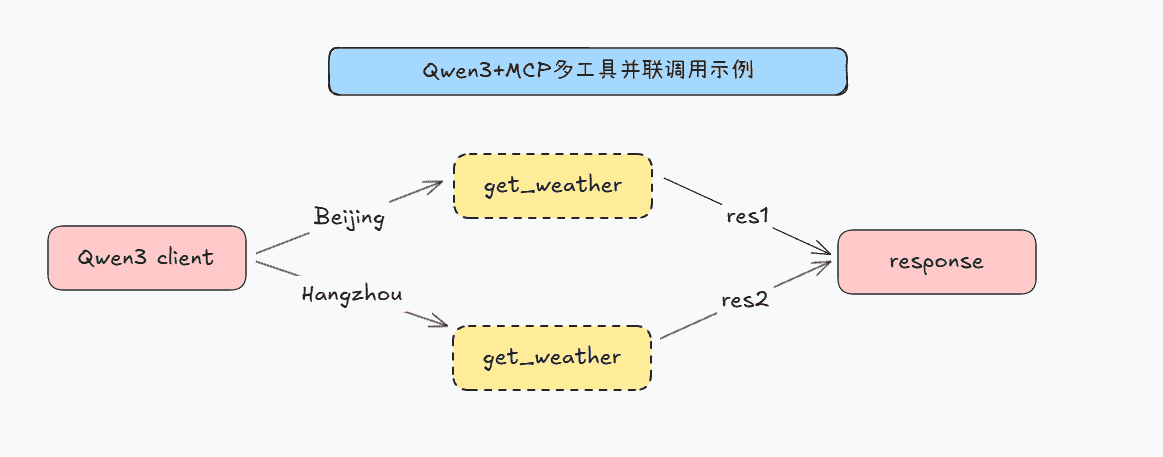 Qwen3+MCP多工具并联调用示例
get_weather
Beijing
res1
Qwen3 client
response
Hangzhou
res2
get_weather